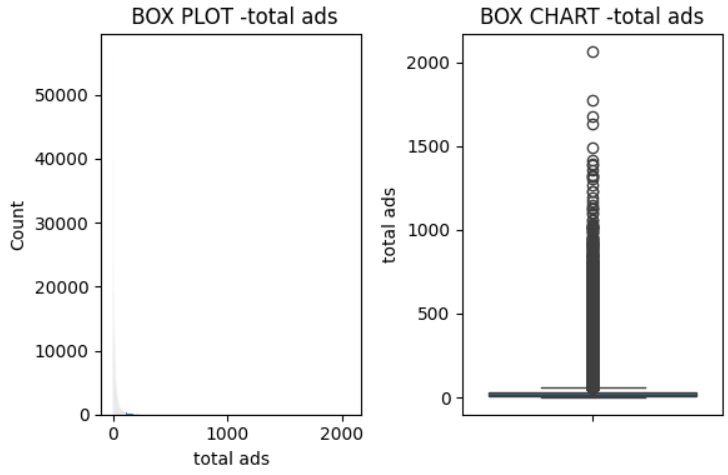 BOX PLOT -total ads
50000
40000
30000
20000
10000
0
Count
0 1000 2000
total ads
BOX CHART -total ads
2000
1500
1000
500
0
total ads